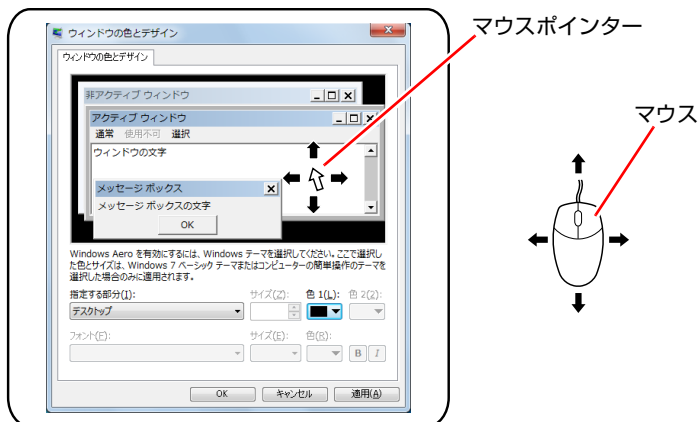 マウスポインター
ウィンドウの色とデザイン
ウィンドウの色とデザイン
非アクティブ ウィンドウ
アクティブ ウィンドウ
通常 使用不可 選択
ウィンドウの文字
メッセージ ボックス
メッセージ ボックスの文字
OK
マウス
Windows Aero を有効にするには、Windows テーマを選択してください。ここで選択し
た色とサイズは、Windows 7 ベーシック テーマまたはコンピューターの簡単操作のテーマを
選択した場合のみに適用されます。
指定する部分(I): サイズ(Z): 色 1(L): 色 2(2):
デスクトップ
フォント(F): サイズ(E): 色(R):
B I
OK キャンセル 適用(A)